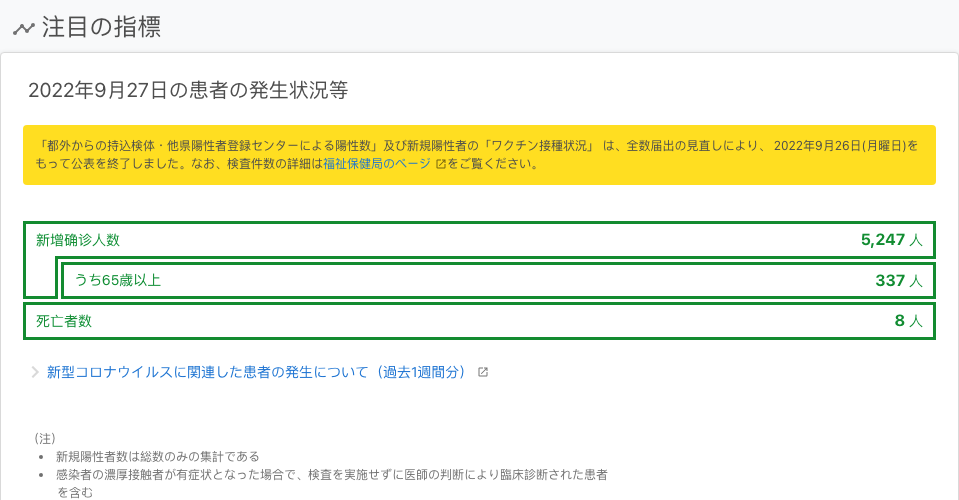 注目の指標
2022年9月27日の患者の発生状況等
「都外からの持込検体・他県陽性者登録センターによる陽性数」及び新規陽性者の「ワクチン接種状況」 は、全数届出の見直しにより、 2022年9月26日(月曜日)を
もって公表を終了しました。なお、検査件数の詳細は福祉保健局のページ をご覧ください。
新增确诊人数 5,247 人
うち65歳以上 337 人
死亡者数 8 人
新型コロナウイルスに関連した患者の発生について（過去1週間分）
（注）
• 新規陽性者数は総数のみの集計である
• 感染者の濃厚接触者が有症状となった場合で、検査を実施せずに医師の判断により臨床診断された患者
を含む